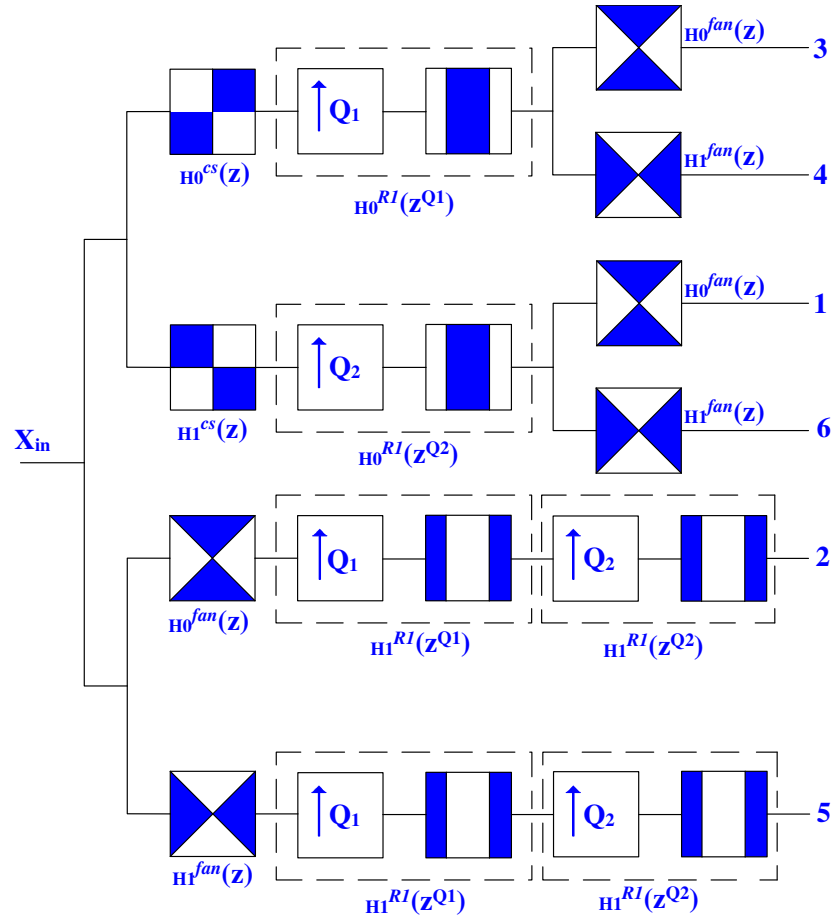 H0^fan(z)
3
↑ Q1
H0^cs(z)
H0^R1(z^Q1)
H1^fan(z)
4
H0^fan(z)
1
↑ Q2
H1^cs(z)
H0^R1(z^Q2)
H1^fan(z)
6
Xin
↑ Q1
↑ Q2
2
H0^fan(z)
H1^R1(z^Q1)
H1^R1(z^Q2)
↑ Q1
↑ Q2
5
H1^fan(z)
H1^R1(z^Q1)
H1^R1(z^Q2)